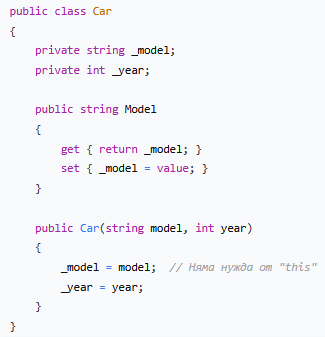 public class Car
{
    private string _model;
    private int _year;

    public string Model
    {
        get { return _model; }
        set { _model = value; }
    }

    public Car(string model, int year)
    {
        _model = model;  // Няма нужда от "this"
        _year = year;
    }
}